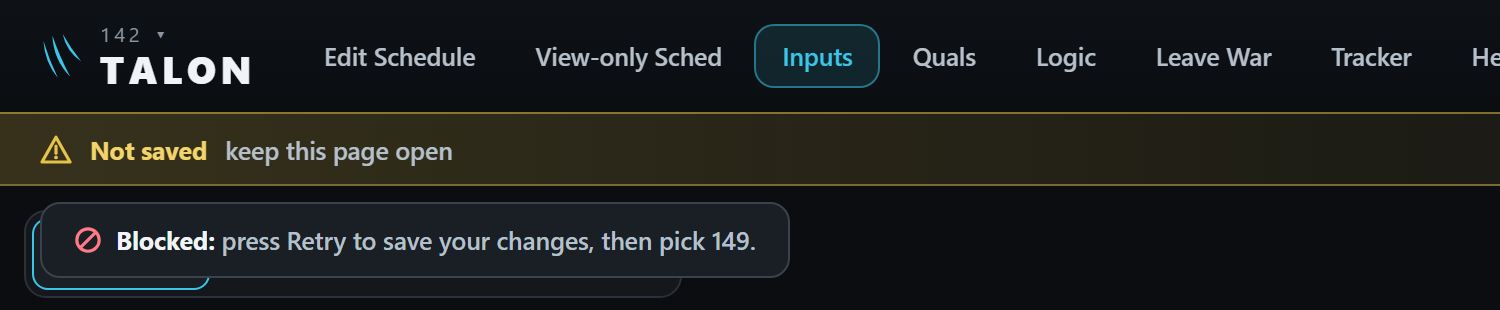 142 ▾
TALON
Edit Schedule View-only Sched Inputs Quals Logic Leave War Tracker
Not saved keep this page open
Blocked: press Retry to save your changes, then pick 149.